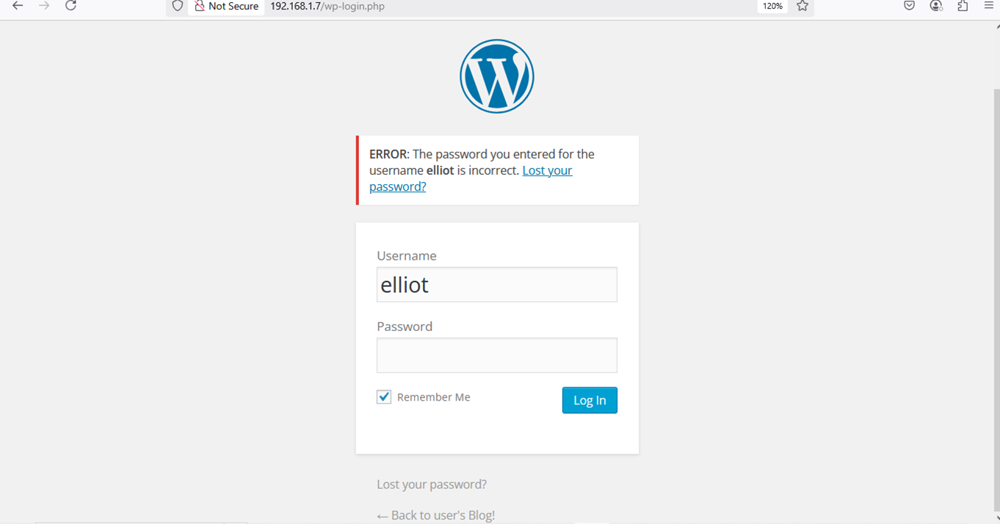 Not Secure 192.168.1.7/wp-login.php 120%
ERROR: The password you entered for the
username elliot is incorrect. Lost your
password?
Username
elliot
Password
Remember Me
Log In
Lost your password?
← Back to user's Blog!